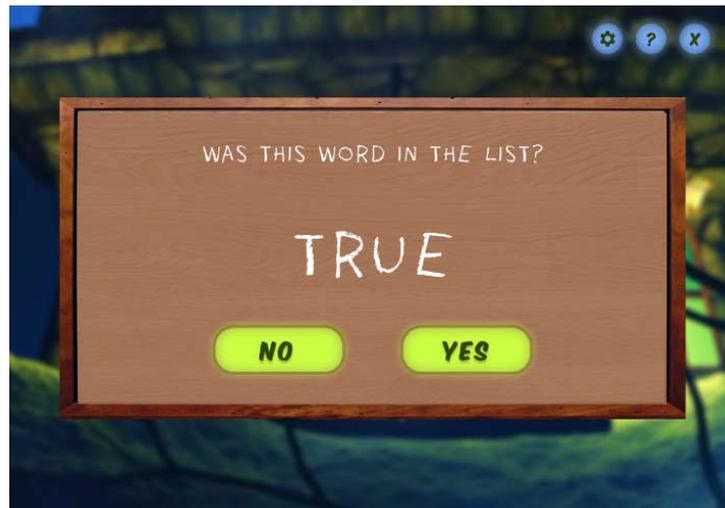 ? X
WAS THIS WORD IN THE LIST?
TRUE
NO YES